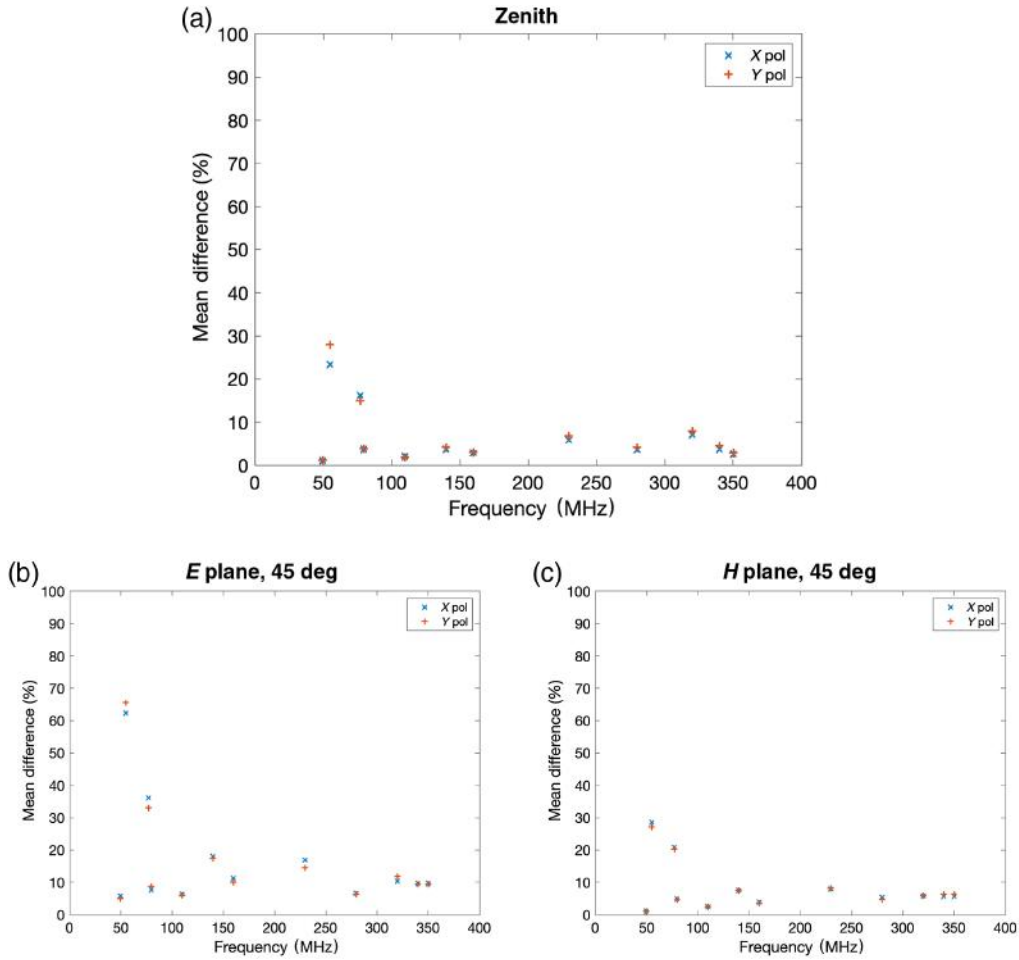 (a)
Zenith
100
90
80
70
60
50
40
30
20
10
0
Mean difference (%)
X pol
Y pol
0 50 100 150 200 250 300 350 400
Frequency (MHz)
(b)
E plane, 45 deg
100
90
80
70
60
50
40
30
20
10
0
Mean difference (%)
X pol
Y pol
0 50 100 150 200 250 300 350 400
Frequency (MHz)
(c)
H plane, 45 deg
100
90
80
70
60
50
40
30
20
10
0
Mean difference (%)
X pol
Y pol
0 50 100 150 200 250 300 350 400
Frequency (MHz)